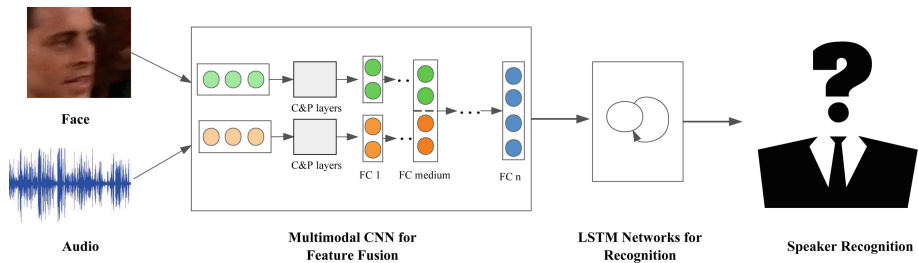 Face
Audio
C&P layers
C&P layers
FC 1
FC medium
FC n
Multimodal CNN for
Feature Fusion
LSTM Networks for
Recognition
?
Speaker Recognition